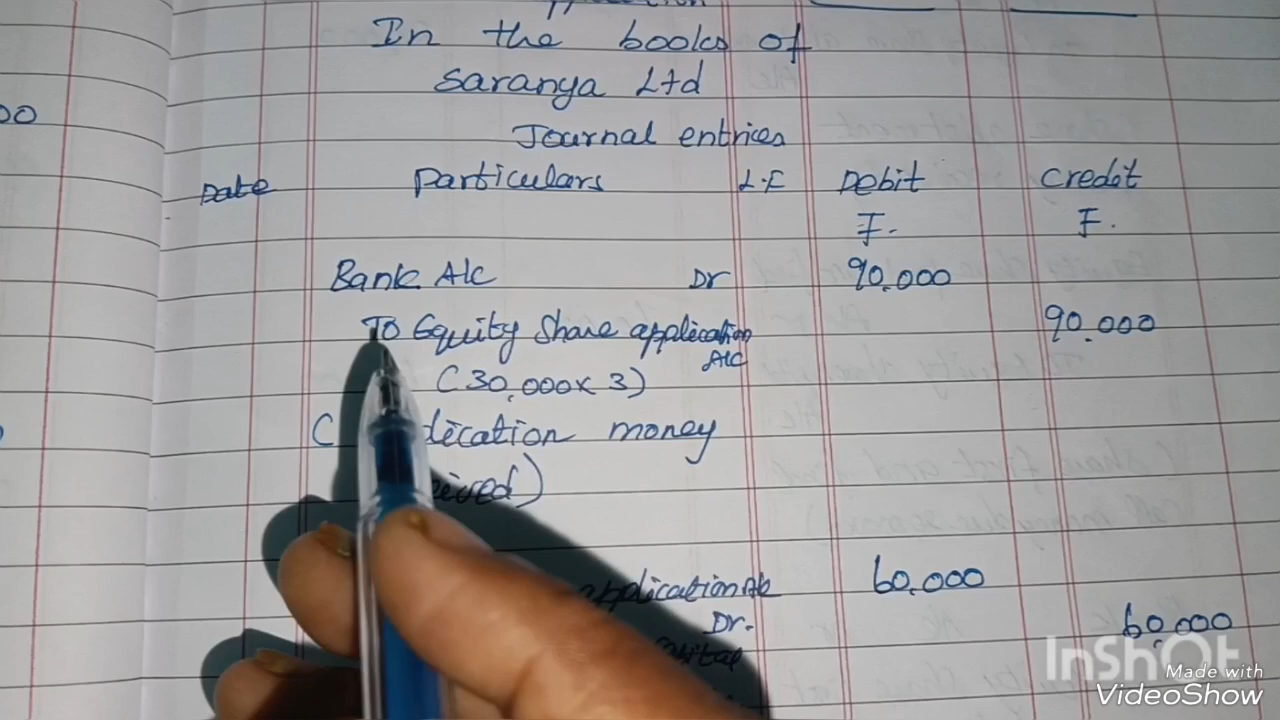 In the books of
Saranya Ltd
Journal entries
Date Particulars L.F Debit Credit
₹. ₹.
Bank A/c Dr 90,000
To Equity Share application 90,000
A/c
(30,000×3)
money
application A/c 60,000
Dr. 60,000
InShOt
Made with
VideoShow